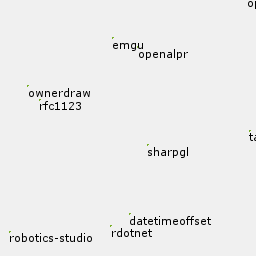 emgu
openalpr
ownerdraw
rfc1123
sharpgl
datetimeoffset
rdotnet
robotics-studio